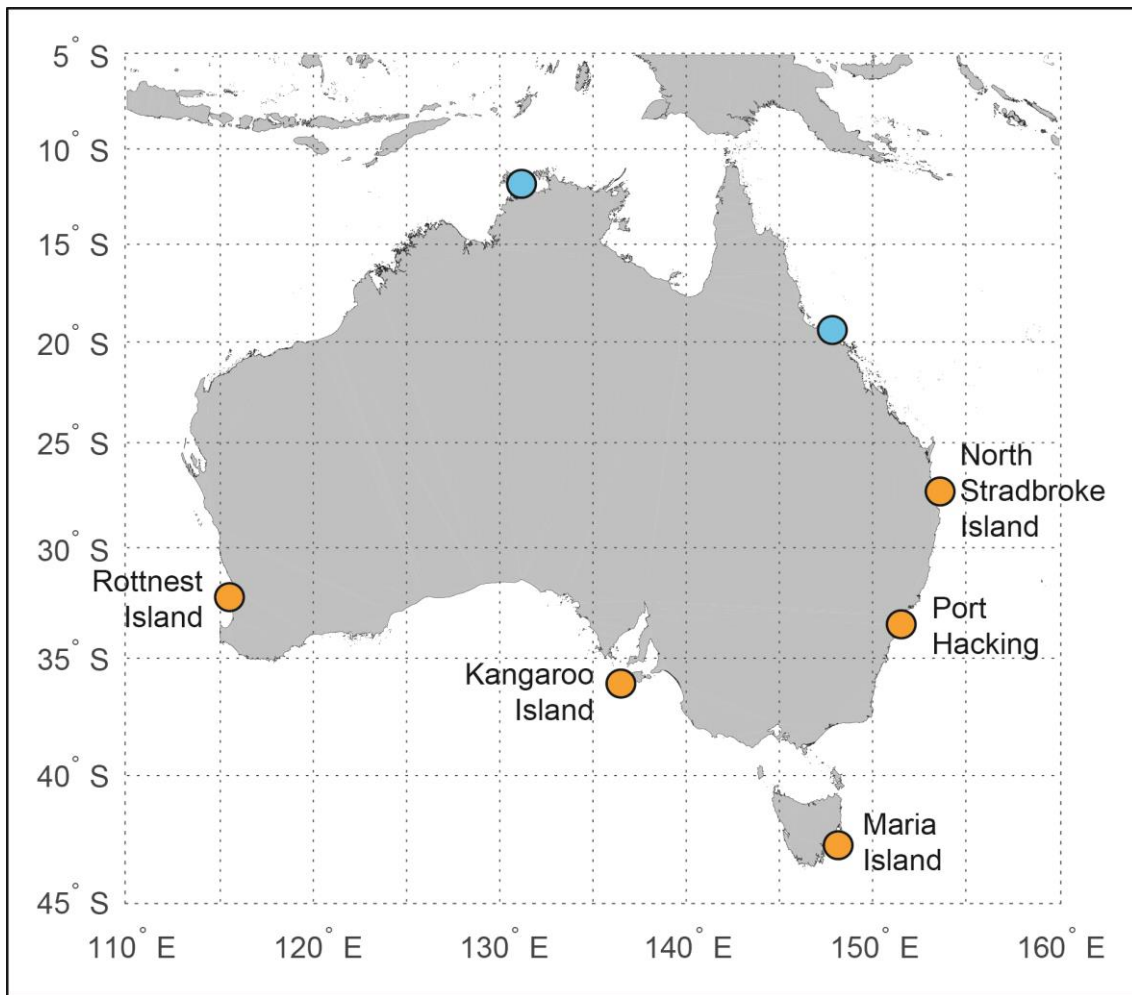 5° S
10° S
15° S
20° S
25° S
30° S
35° S
40° S
45° S
North
Stradbroke
Island
Rottnest
Island
Port
Hacking
Kangaroo
Island
Maria
Island
110° E
120° E
130° E
140° E
150° E
160° E